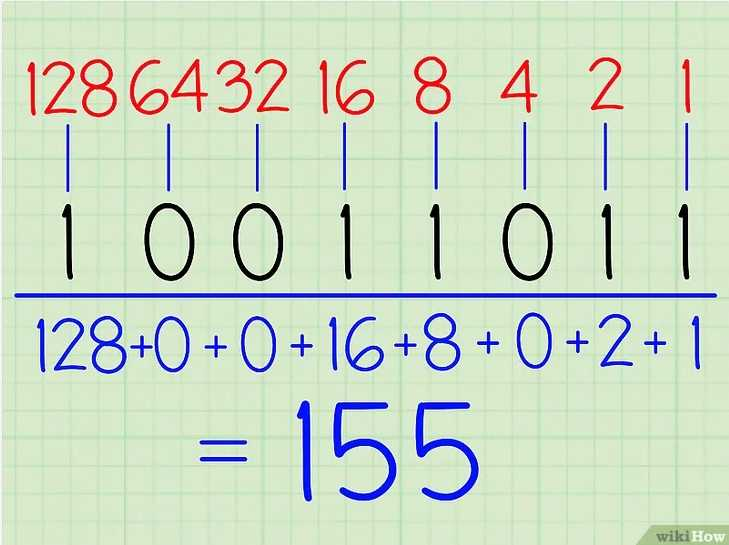 128 64 32 16 8 4 2 1
1 0 0 1 1 0 1 1
128+0 + 0 + 16 + 8 + 0 + 2 + 1
= 155
wikiHow